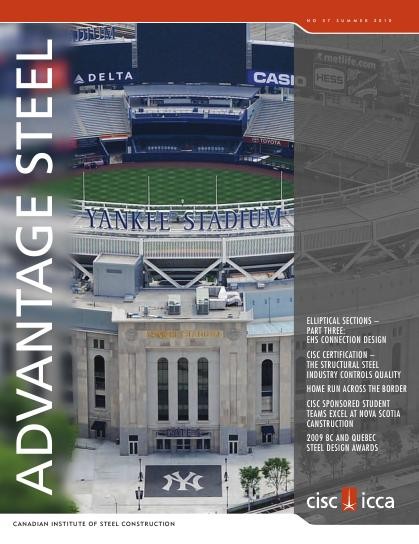 NO 37 SUMMER 2010
ADVANTAGE STEEL
DELTA
CASIO
metlife.com
HESS
TOYOTA
YANKEE STADIUM
YANKEE STADIUM
ELLIPTICAL SECTIONS –
PART THREE:
EHS CONNECTION DESIGN
CISC CERTIFICATION –
THE STRUCTURAL STEEL
INDUSTRY CONTROLS QUALITY
HOME RUN ACROSS THE BORDER
CISC SPONSORED STUDENT
TEAMS EXCEL AT NOVA SCOTIA
CANSTRUCTION
2009 BC AND QUEBEC
STEEL DESIGN AWARDS
NY
cisc icca
CANADIAN INSTITUTE OF STEEL CONSTRUCTION